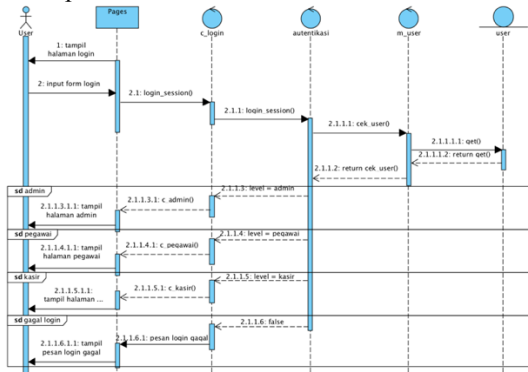 Pages
User
c_login
autentikasi
m_user
user
1: tampil
halaman login
2: input form login
2.1: login_session()
2.1.1: login_session()
2.1.1.1: cek_user()
2.1.1.1.1: get()
2.1.1.1.2: return get()
2.1.1.2: return cek_user()
sd admin
2.1.1.3: level = admin
2.1.1.3.1: c_admin()
2.1.1.3.1.1: tampil
halaman admin
sd pegawai
2.1.1.4: level = pegawai
2.1.1.4.1: c_pegawai()
2.1.1.4.1.1: tampil
halaman pegawai
sd kasir
2.1.1.5: level = kasir
2.1.1.5.1: c_kasir()
2.1.1.5.1.1:
tampil halaman ...
sd gagal login
2.1.1.6: false
2.1.1.6.1: pesan login gagal
2.1.1.6.1.1: tampil
pesan login gagal